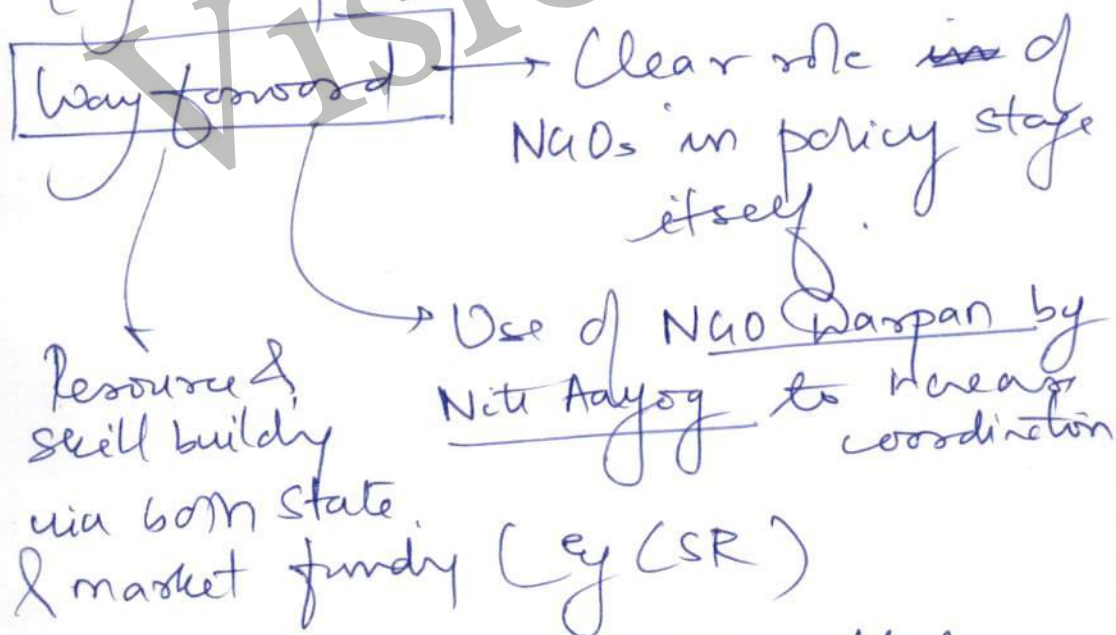 Way forward
Clear role in of
NGOs in policy stage
itself.
Use of NGO Darpan by
Niti Aayog to increase
coordination
Resource &
skill building
via both state
& market funding (eg CSR)